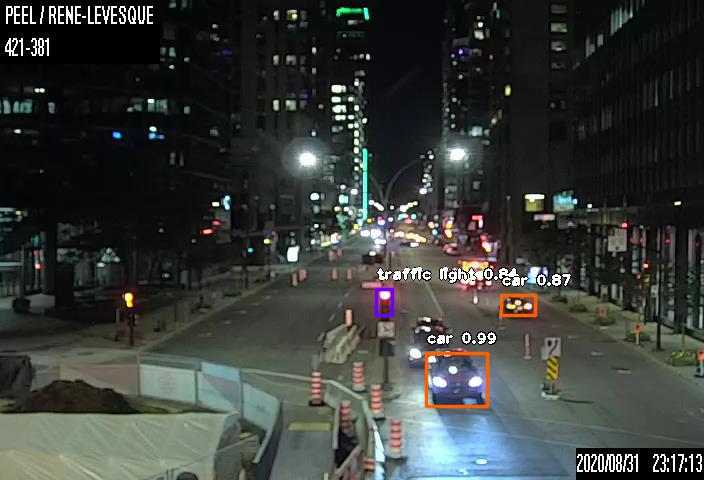 PEEL / RENE-LEVESQUE
421-381
traffic light 0.84
car 0.87
car 0.99
2020/08/31 23:17:13